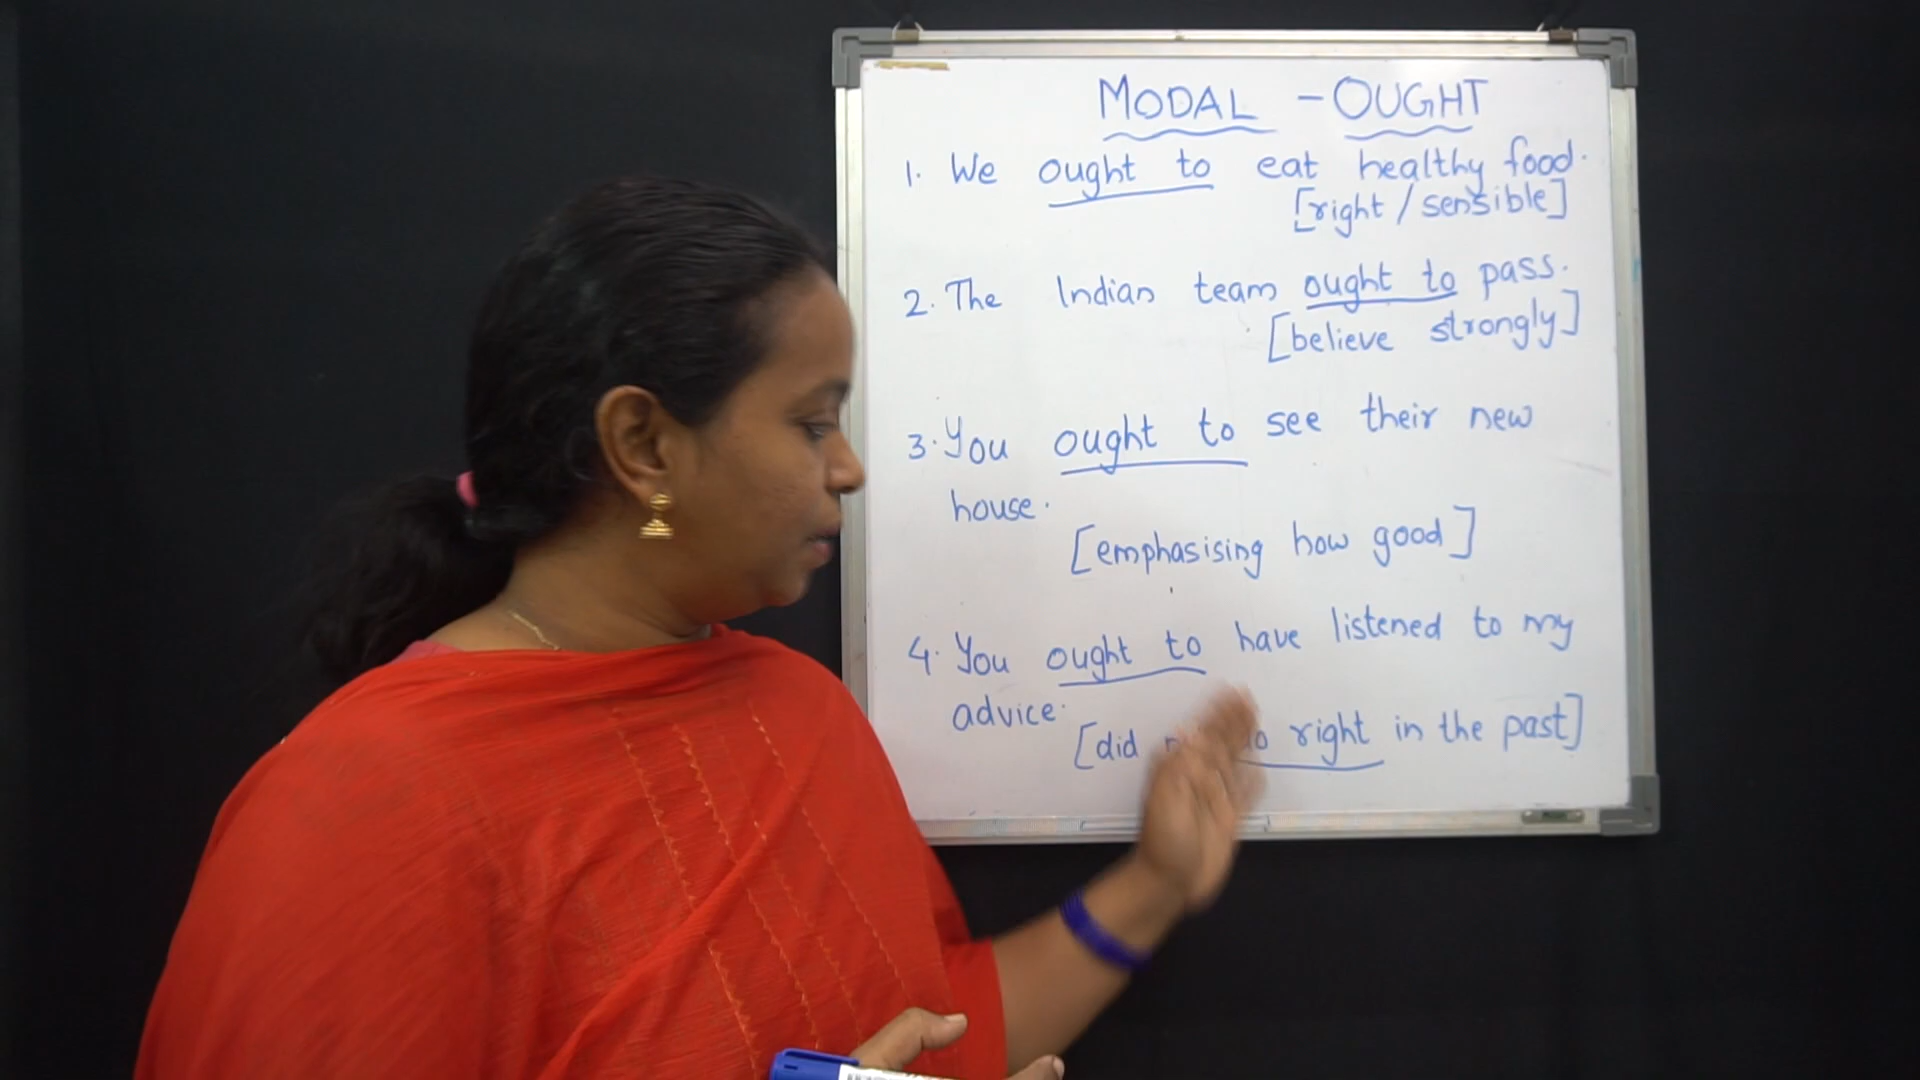 MODAL - OUGHT
1. We ought to eat healthy food.
[right / sensible]
2. The Indian team ought to pass.
[believe strongly]
3. You ought to see their new
house.
[emphasising how good]
4. You ought to have listened to my
advice.
[did right in the past]